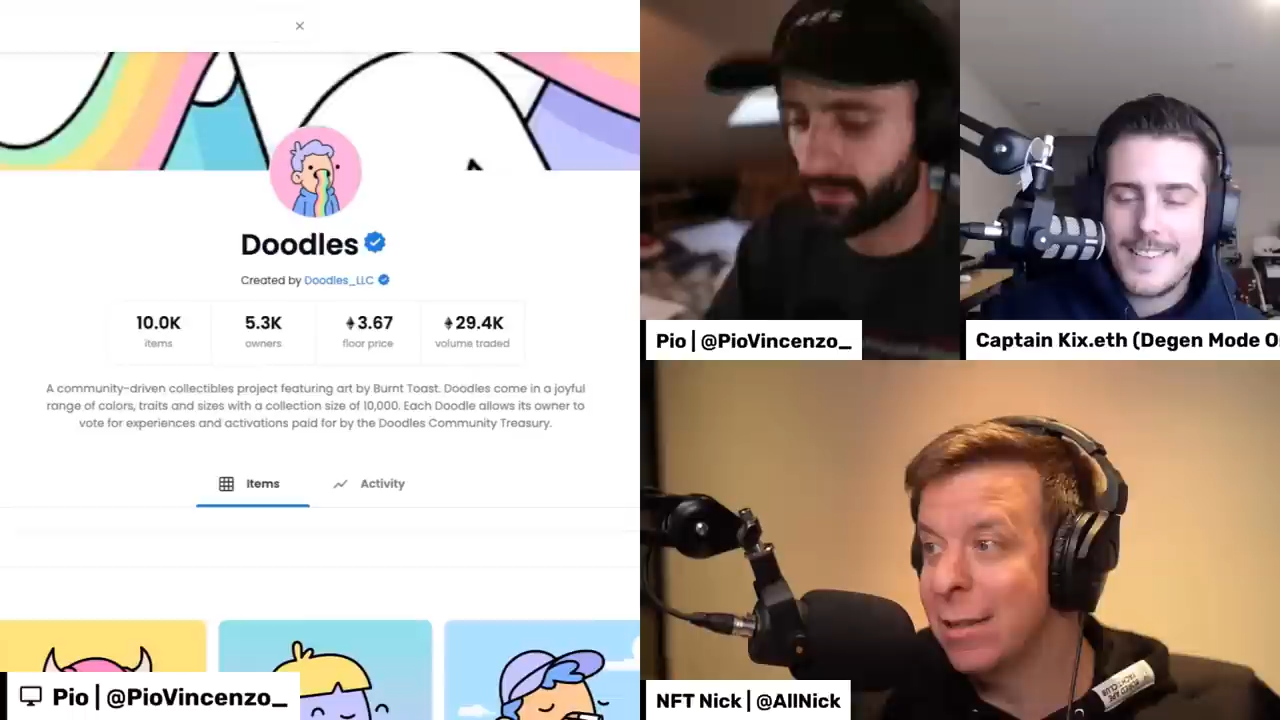 Doodles
Created by Doodles_LLC
10.0K
items
5.3K
owners
3.67
floor price
29.4K
volume traded
A community-driven collectibles project featuring art by Burnt Toast. Doodles come in a joyful
range of colors, traits and sizes with a collection size of 10,000. Each Doodle allows its owner to
vote for experiences and activations paid for by the Doodles Community Treasury.
Items
Activity
Pio | @PioVincenzo_
Pio | @PioVincenzo_
Captain Kix.eth (Degen Mode O
NFT Nick | @AllNick